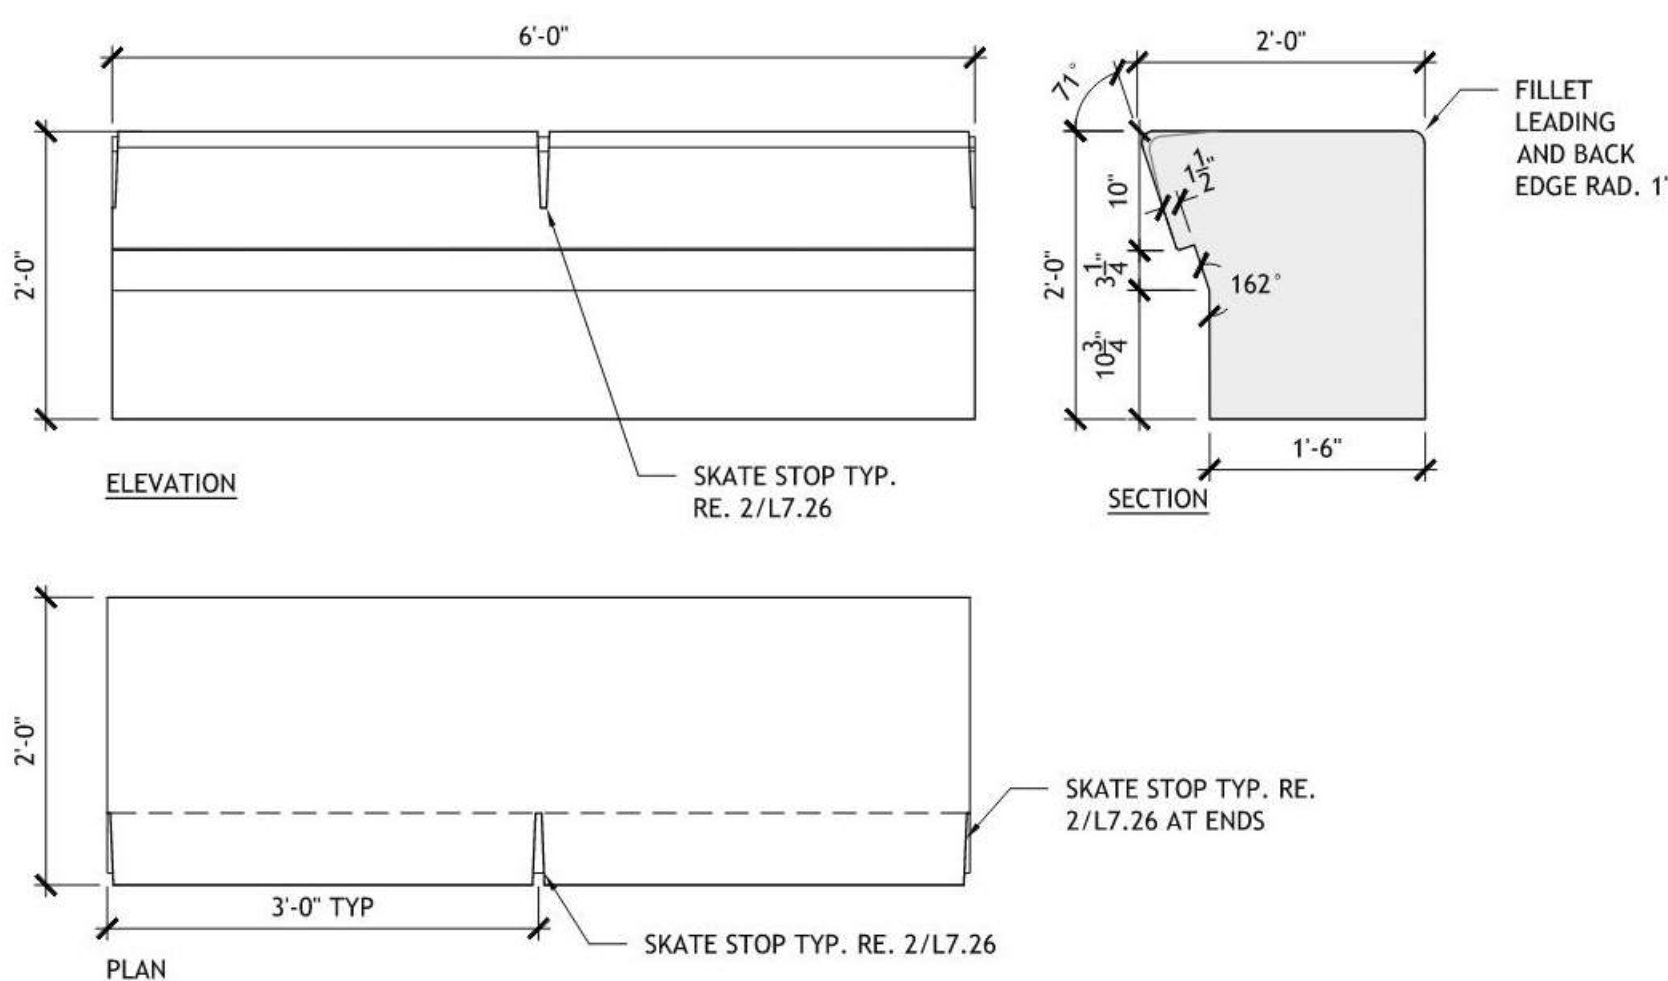 6'-0"
2'-0"
SKATE STOP TYP.
RE. 2/L7.26
ELEVATION
2'-0"
71°
FILLET
LEADING
AND BACK
EDGE RAD. 1'
1 1/2"
10"
2'-0"
3 1/4"
162°
10 3/4"
1'-6"
SECTION
2'-0"
SKATE STOP TYP. RE.
2/L7.26 AT ENDS
3'-0" TYP
SKATE STOP TYP. RE. 2/L7.26
PLAN